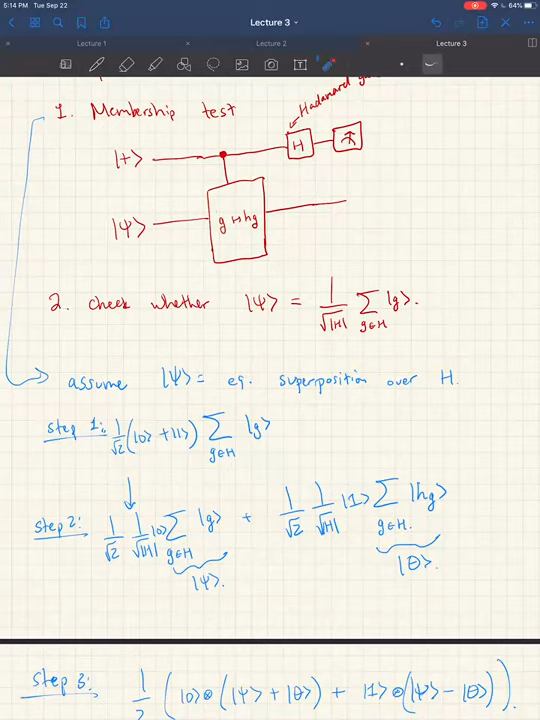 5:14 PM Tue Sep 22
64%
Lecture 3
Lecture 1
Lecture 2
Lecture 3
1. Membership test
Hadamard
|+⟩
H
|ψ⟩
g↦hg
2. check whether |ψ⟩ = 1/√|H| ∑_{g∈H} |g⟩.
assume |ψ⟩ = eq. superposition over H.
step 1: 1/√2 (|0⟩ + |1⟩) ∑_{g∈H} |g⟩
step 2: 1/√2 1/√|H| |0⟩ ∑_{g∈H} |g⟩ + 1/√2 1/√|H| |1⟩ ∑_{g∈H.} |hg⟩
|ψ⟩. |θ⟩.
step 3: 1/2 (|0⟩⊗(|ψ⟩ + |θ⟩) + |1⟩⊗(|ψ⟩ − |θ⟩)).